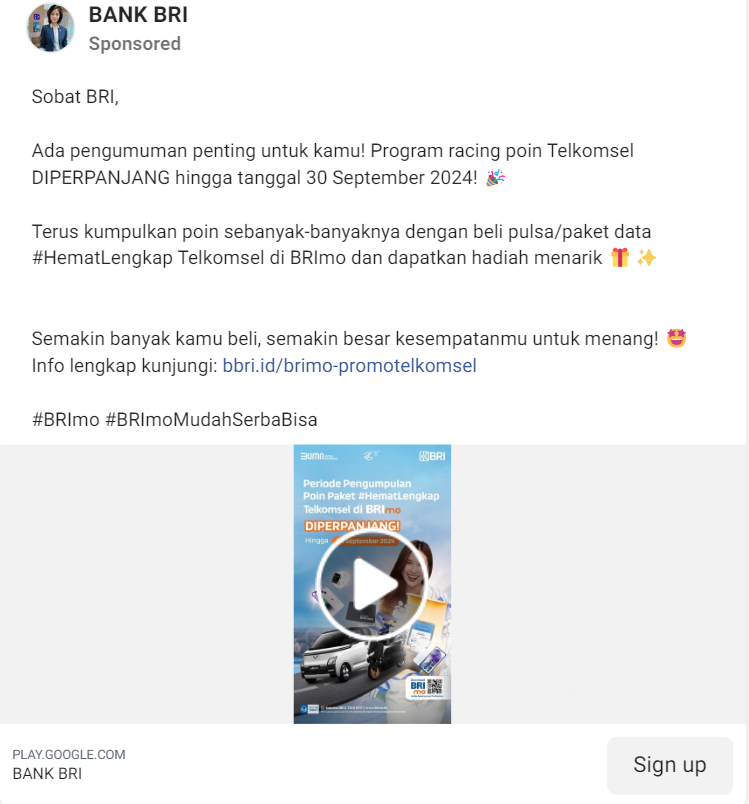 BANK BRI
Sponsored
Sobat BRI,
Ada pengumuman penting untuk kamu! Program racing poin Telkomsel
DIPERPANJANG hingga tanggal 30 September 2024! 🎉
Terus kumpulkan poin sebanyak-banyaknya dengan beli pulsa/paket data
#HematLengkap Telkomsel di BRImo dan dapatkan hadiah menarik 🎁 ✨
Semakin banyak kamu beli, semakin besar kesempatanmu untuk menang! 🤩
Info lengkap kunjungi: bbri.id/brimo-promotelkomsel
#BRImo #BRImoMudahSerbaBisa
BUMN
BRI
Periode Pengumpulan
Poin Paket #HematLengkap
Telkomsel di BRImo
DIPERPANJANG!
Hingga September 2024
BRI
mo
PLAY.GOOGLE.COM
BANK BRI
Sign up